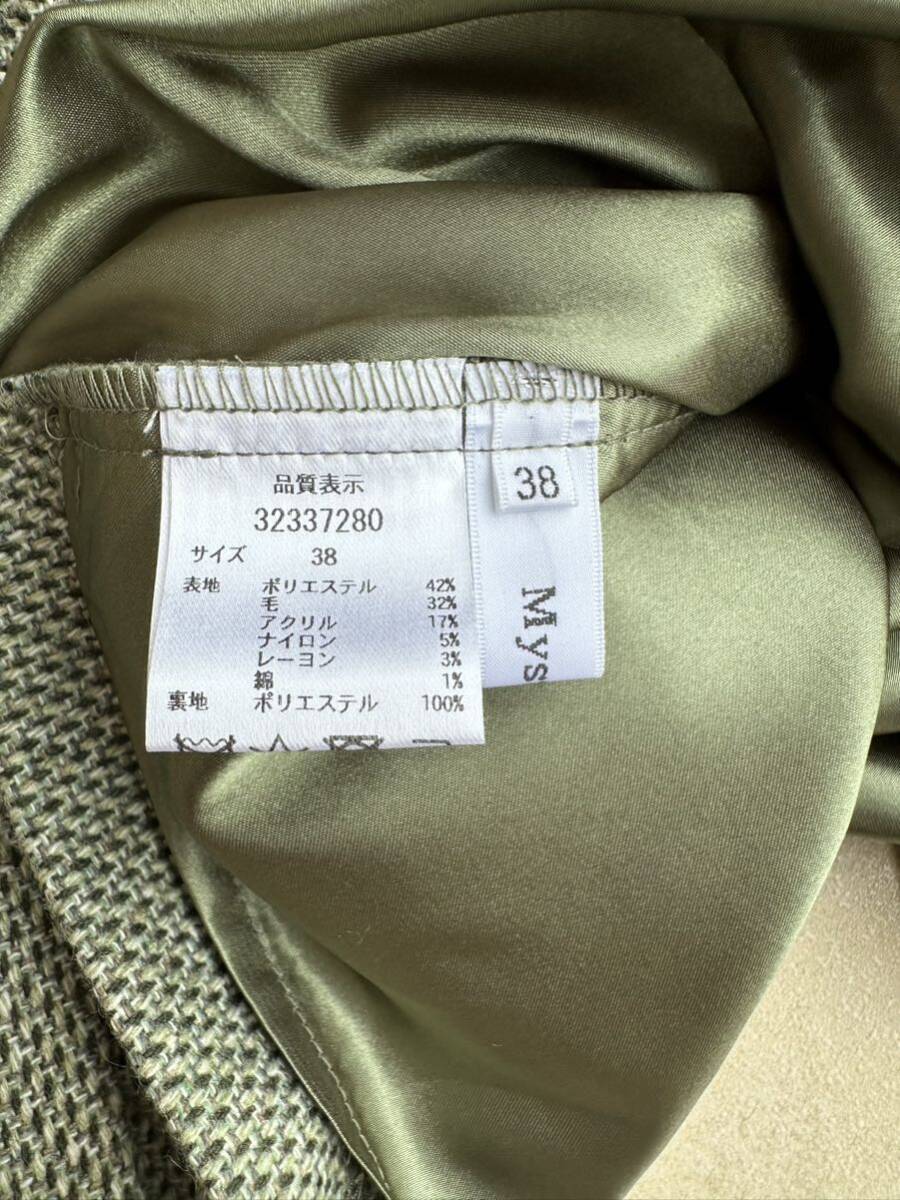 品質表示
32337280
サイズ 38
表地 ポリエステル 42%
毛 32%
アクリル 17%
ナイロン 5%
レーヨン 3%
綿 1%
裏地 ポリエステル 100%
38
Mys